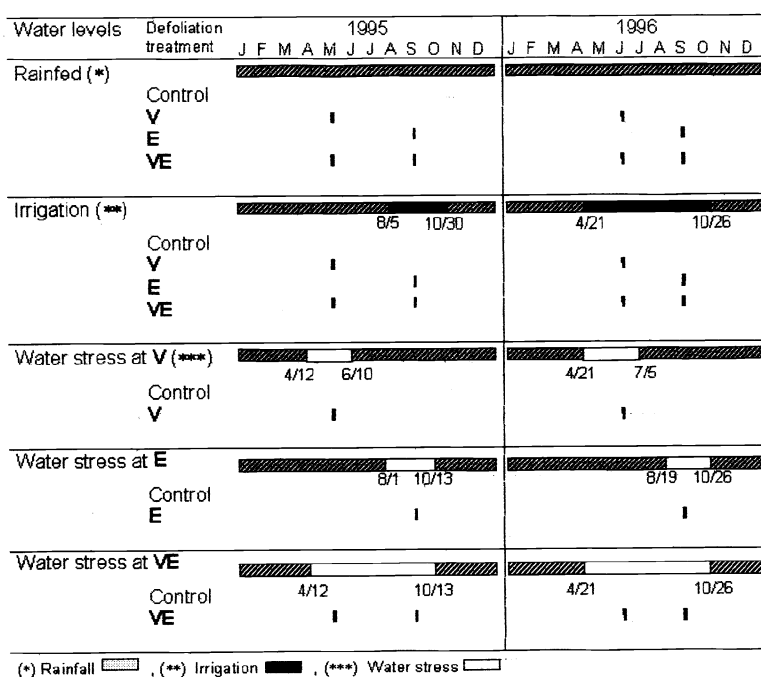 Water levels Defoliation treatment 1995 1996
J F M A M J J A S O N D J F M A M J J A S O N D
Rainfed (*)
Control
V
E
VE
Irrigation (**)
8/5 10/30 4/21 10/26
Control
V
E
VE
Water stress at V (***)
4/12 6/10 4/21 7/5
Control
V
Water stress at E
8/1 10/13 8/19 10/26
Control
E
Water stress at VE
4/12 10/13 4/21 10/26
Control
VE
(*) Rainfall , (**) Irrigation , (***) Water stress